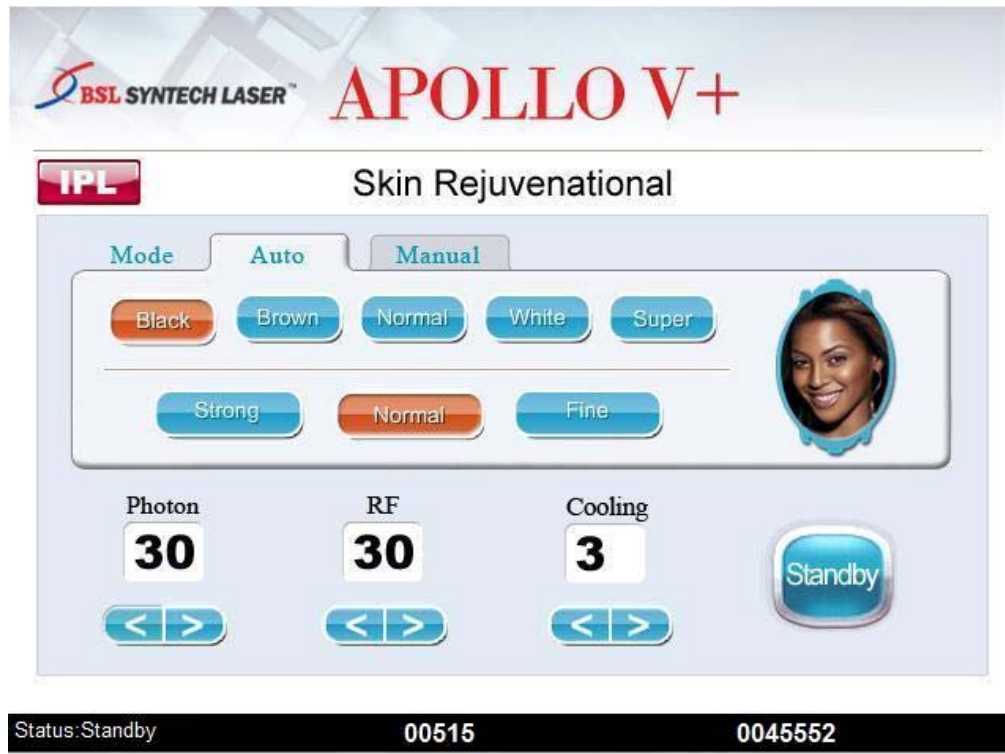 BSL SYNTECH LASER™ APOLLO V+
IPL Skin Rejuvenational
Mode Auto Manual
Black Brown Normal White Super
Strong Normal Fine
Photon RF Cooling
30 30 3
Standby
< > < > < >
Status:Standby 00515 0045552